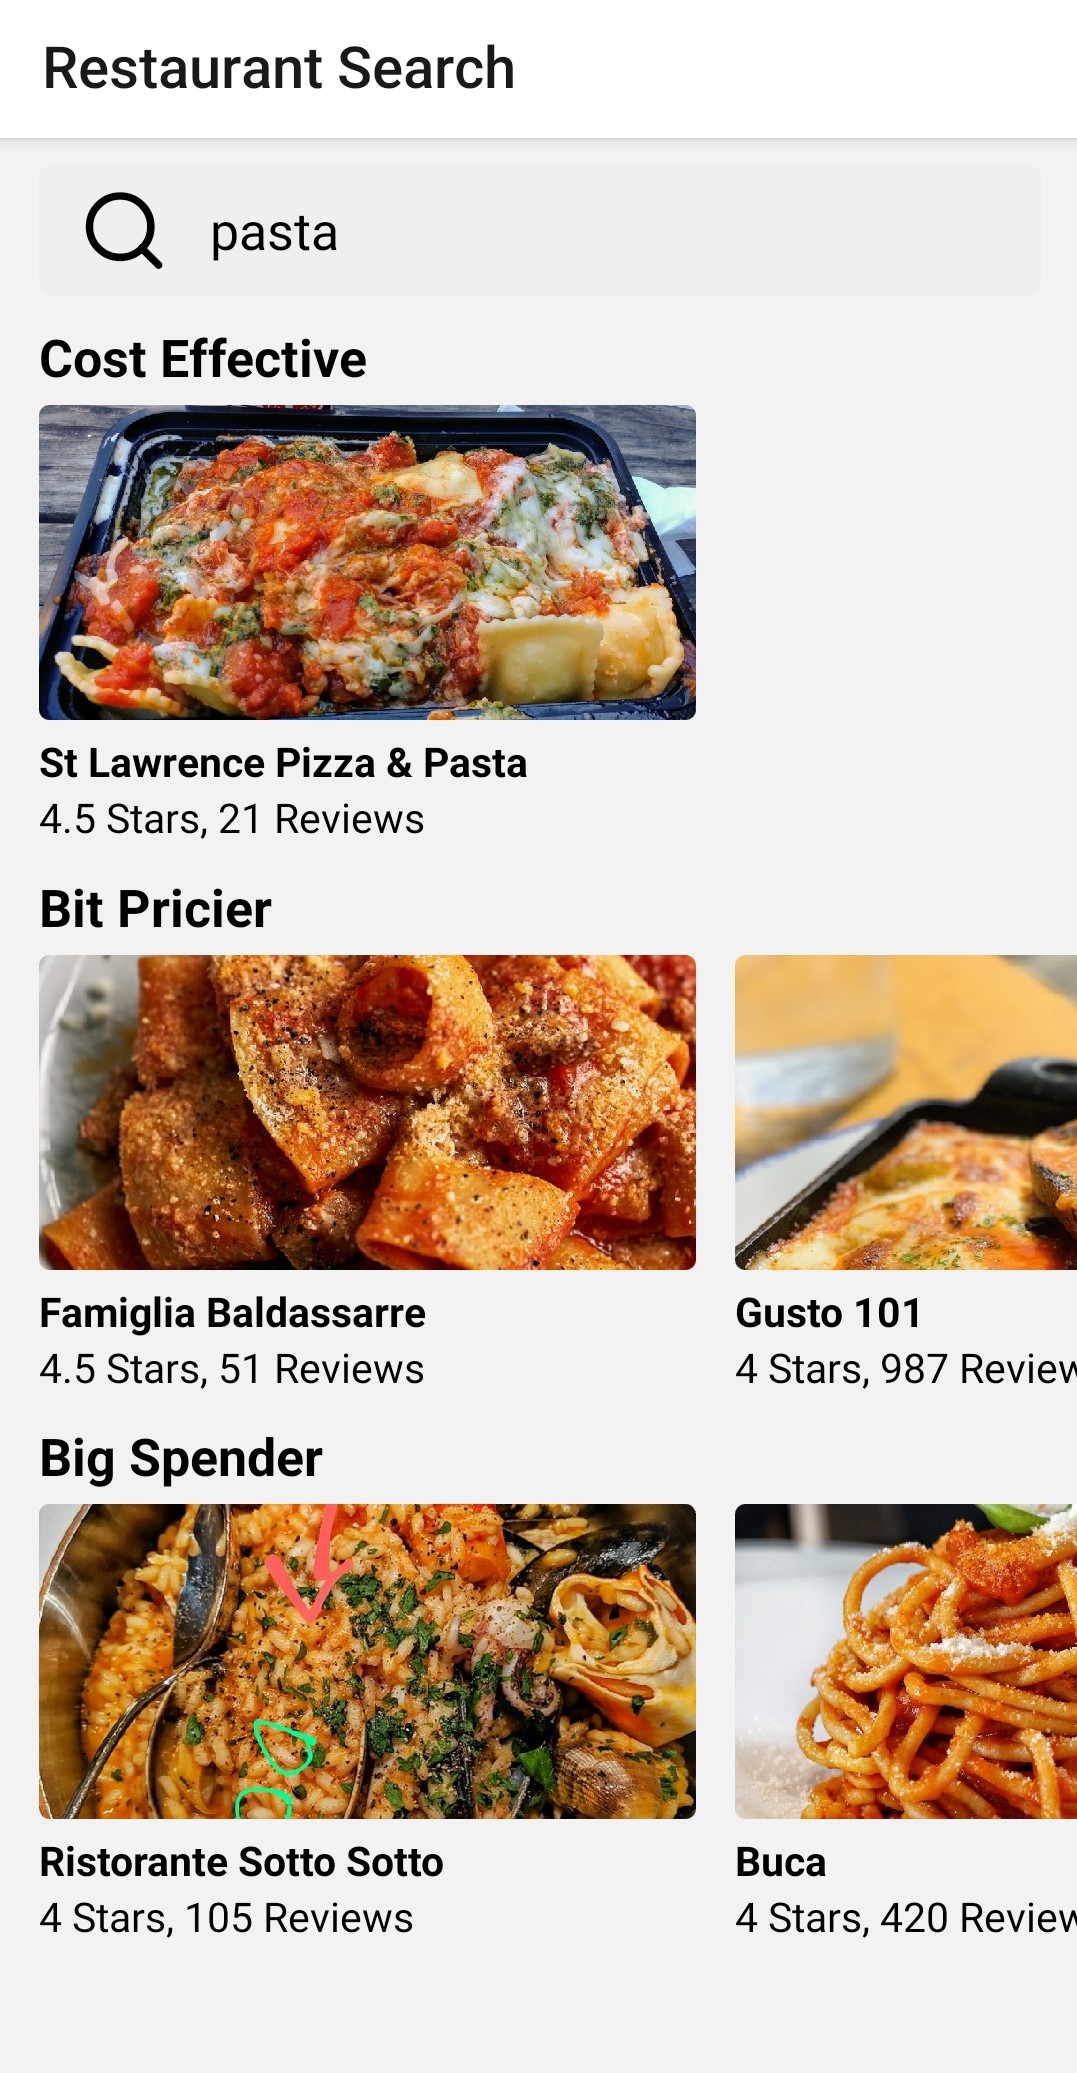 Restaurant Search
pasta
Cost Effective
St Lawrence Pizza & Pasta
4.5 Stars, 21 Reviews
Bit Pricier
Famiglia Baldassarre
4.5 Stars, 51 Reviews
Gusto 101
4 Stars, 987 Review
Big Spender
Ristorante Sotto Sotto
4 Stars, 105 Reviews
Buca
4 Stars, 420 Review